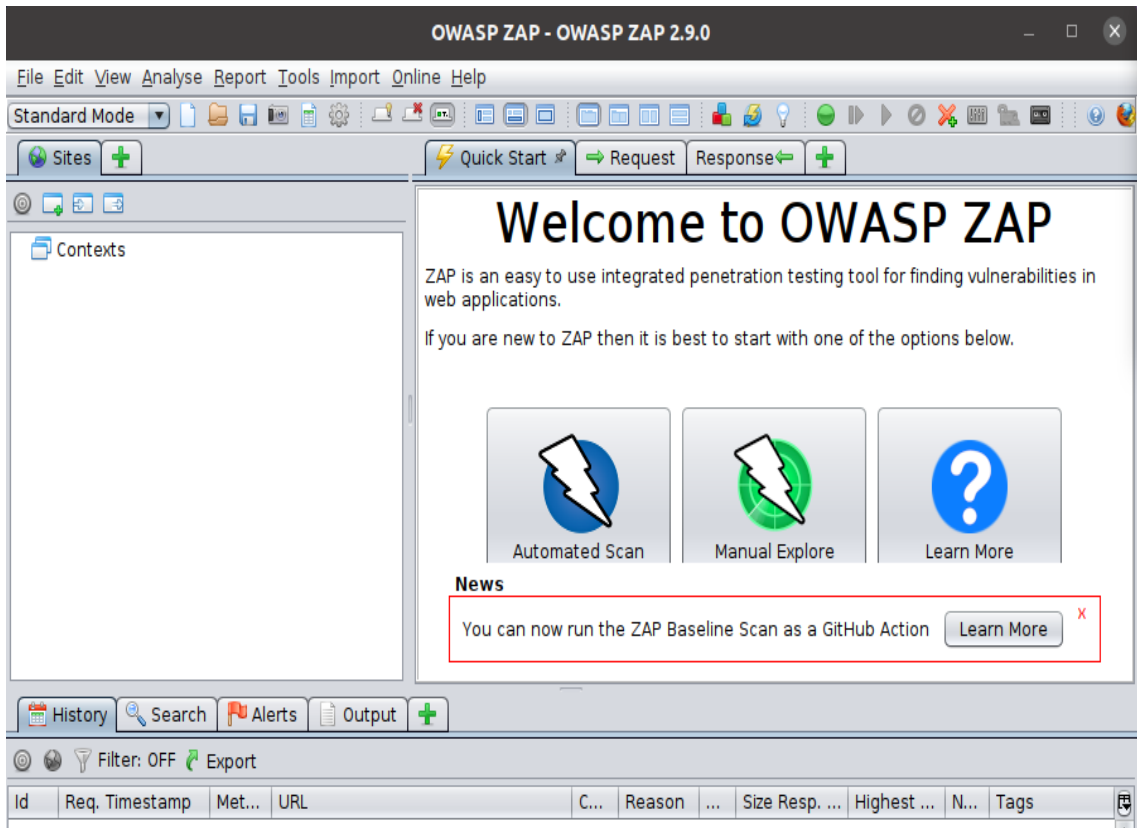 OWASP ZAP - OWASP ZAP 2.9.0
File Edit View Analyse Report Tools Import Online Help
Standard Mode
Sites
Quick Start Request Response
Contexts
Welcome to OWASP ZAP
ZAP is an easy to use integrated penetration testing tool for finding vulnerabilities in
web applications.
If you are new to ZAP then it is best to start with one of the options below.
Automated Scan Manual Explore Learn More
News
You can now run the ZAP Baseline Scan as a GitHub Action Learn More X
History Search Alerts Output
Filter: OFF Export
Id Req. Timestamp Met... URL C... Reason ... Size Resp. ... Highest ... N... Tags